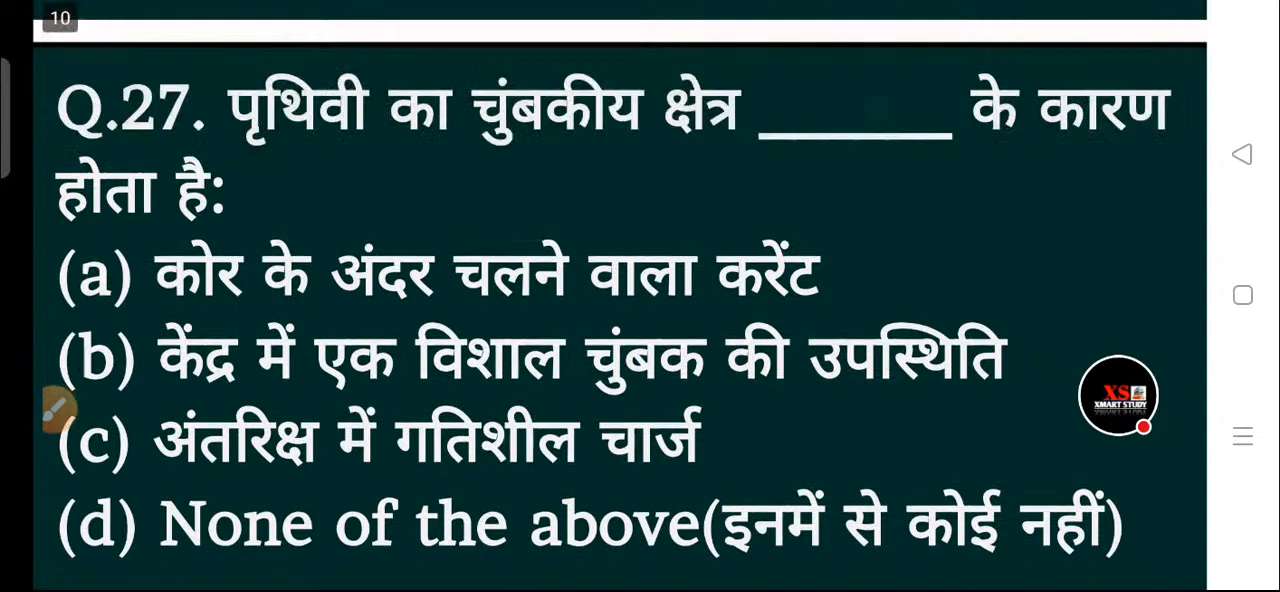 10
Q.27. पृथिवी का चुंबकीय क्षेत्र _______ के कारण
होता है:
(a) कोर के अंदर चलने वाला करेंट
(b) केंद्र में एक विशाल चुंबक की उपस्थिति
XS
XMART STUDY
(c) अंतरिक्ष में गतिशील चार्ज
(d) None of the above(इनमें से कोई नहीं)